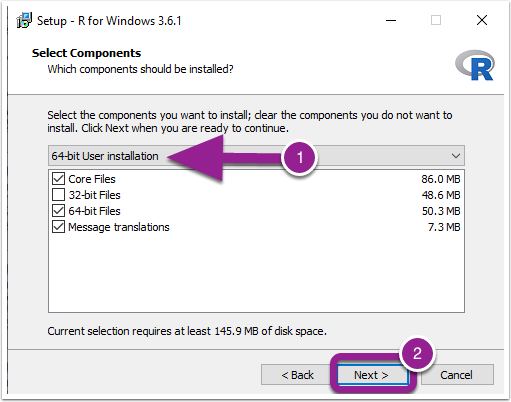 Setup - R for Windows 3.6.1
Select Components
Which components should be installed?
R
Select the components you want to install; clear the components you do not want to
install. Click Next when you are ready to continue.
64-bit User installation
1
Core Files 86.0 MB
32-bit Files 48.6 MB
64-bit Files 50.3 MB
Message translations 7.3 MB
Current selection requires at least 145.9 MB of disk space.
2
< Back Next > Cancel